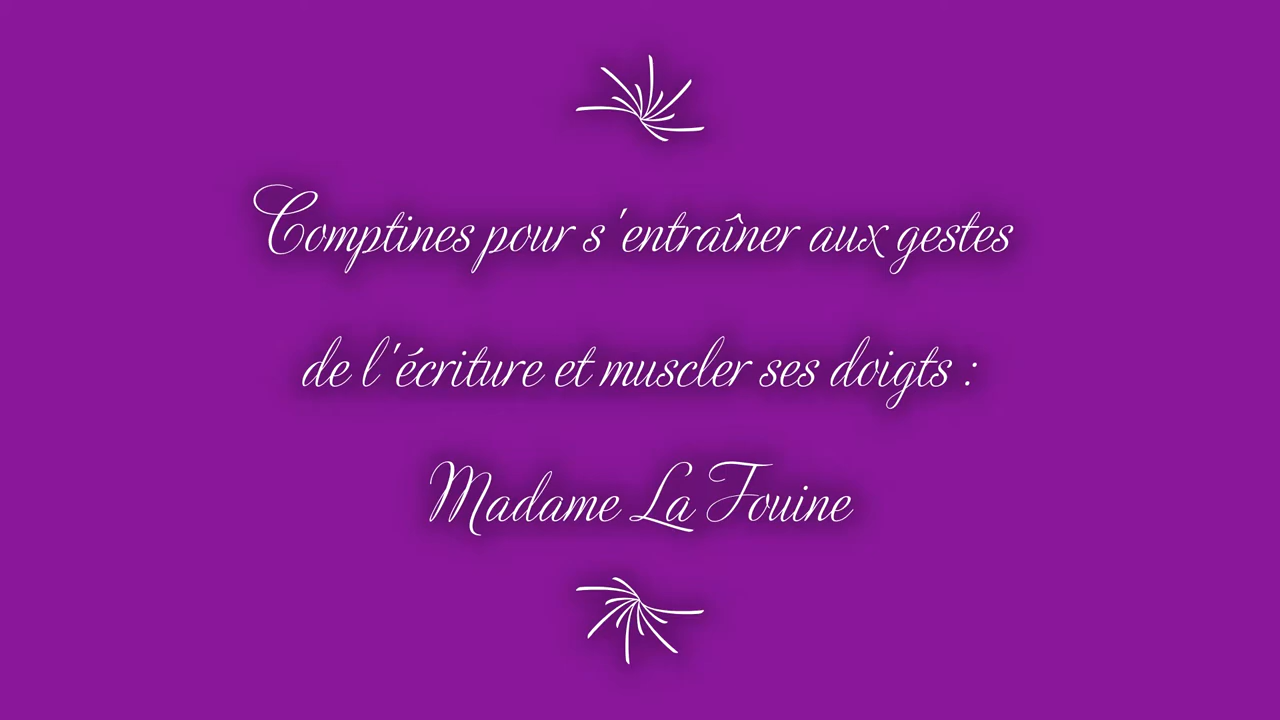 Comptines pour s'entraîner aux gestes
de l'écriture et muscler ses doigts :
Madame La Fouine